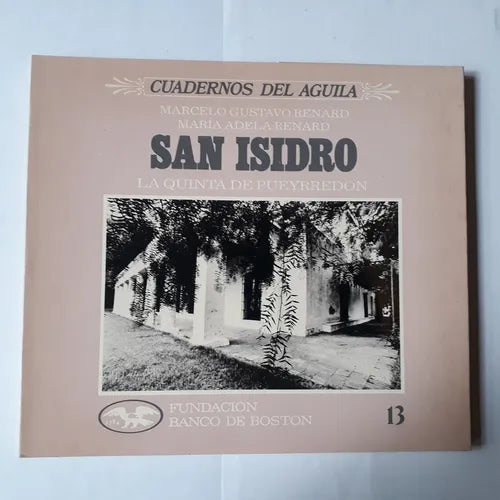 CUADERNOS DEL AGUILA
MARCELO GUSTAVO RENARD
MARIA ADELA RENARD
SAN ISIDRO
LA QUINTA DE PUEYRREDON
FUNDACION
BANCO DE BOSTON
13